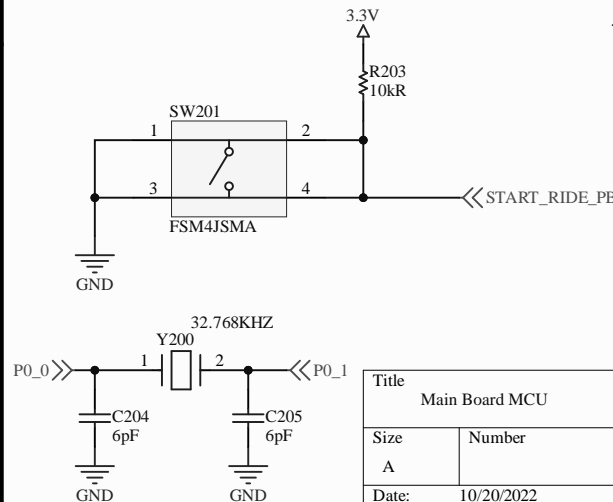 3.3V
R203
10kR
SW201
1 2
3 4
FSM4JSMA
START_RIDE_PB
GND
32.768KHZ
Y200
P0_0 1 2 P0_1
C204 C205
6pF 6pF
GND GND
Title
Main Board MCU
Size Number
A
Date: 10/20/2022